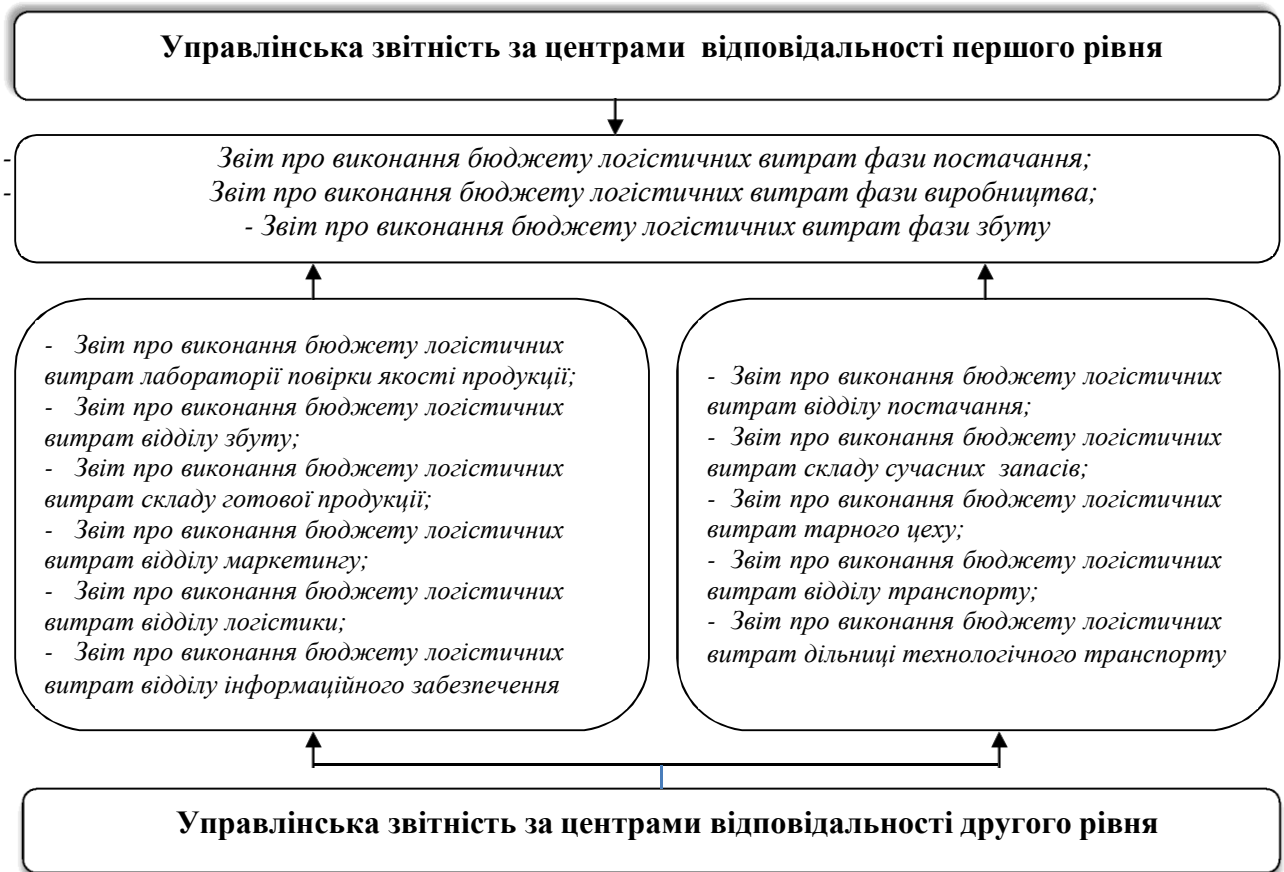 Управлінська звітність за центрами відповідальності першого рівня
- Звіт про виконання бюджету логістичних витрат фази постачання;
- Звіт про виконання бюджету логістичних витрат фази виробництва;
- Звіт про виконання бюджету логістичних витрат фази збуту
- Звіт про виконання бюджету логістичних
витрат лабораторії повірки якості продукції;
- Звіт про виконання бюджету логістичних
витрат відділу збуту;
- Звіт про виконання бюджету логістичних
витрат складу готової продукції;
- Звіт про виконання бюджету логістичних
витрат відділу маркетингу;
- Звіт про виконання бюджету логістичних
витрат відділу логістики;
- Звіт про виконання бюджету логістичних
витрат відділу інформаційного забезпечення
- Звіт про виконання бюджету логістичних
витрат відділу постачання;
- Звіт про виконання бюджету логістичних
витрат складу сучасних запасів;
- Звіт про виконання бюджету логістичних
витрат тарного цеху;
- Звіт про виконання бюджету логістичних
витрат відділу транспорту;
- Звіт про виконання бюджету логістичних
витрат дільниці технологічного транспорту
Управлінська звітність за центрами відповідальності другого рівня